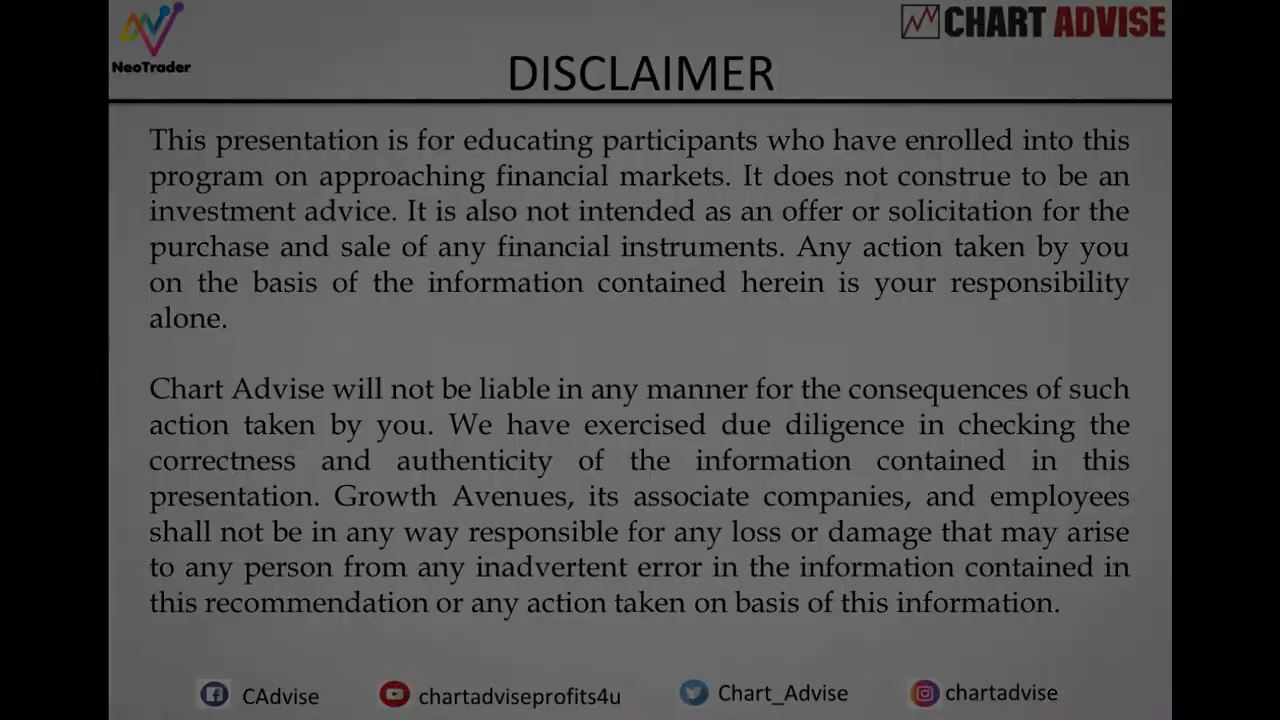 NeoTrader
CHART ADVISE
DISCLAIMER
This presentation is for educating participants who have enrolled into this
program on approaching financial markets. It does not construe to be an
investment advice. It is also not intended as an offer or solicitation for the
purchase and sale of any financial instruments. Any action taken by you
on the basis of the information contained herein is your responsibility
alone.
Chart Advise will not be liable in any manner for the consequences of such
action taken by you. We have exercised due diligence in checking the
correctness and authenticity of the information contained in this
presentation. Growth Avenues, its associate companies, and employees
shall not be in any way responsible for any loss or damage that may arise
to any person from any inadvertent error in the information contained in
this recommendation or any action taken on basis of this information.
CAdvise chartadviseprofits4u Chart_Advise chartadvise